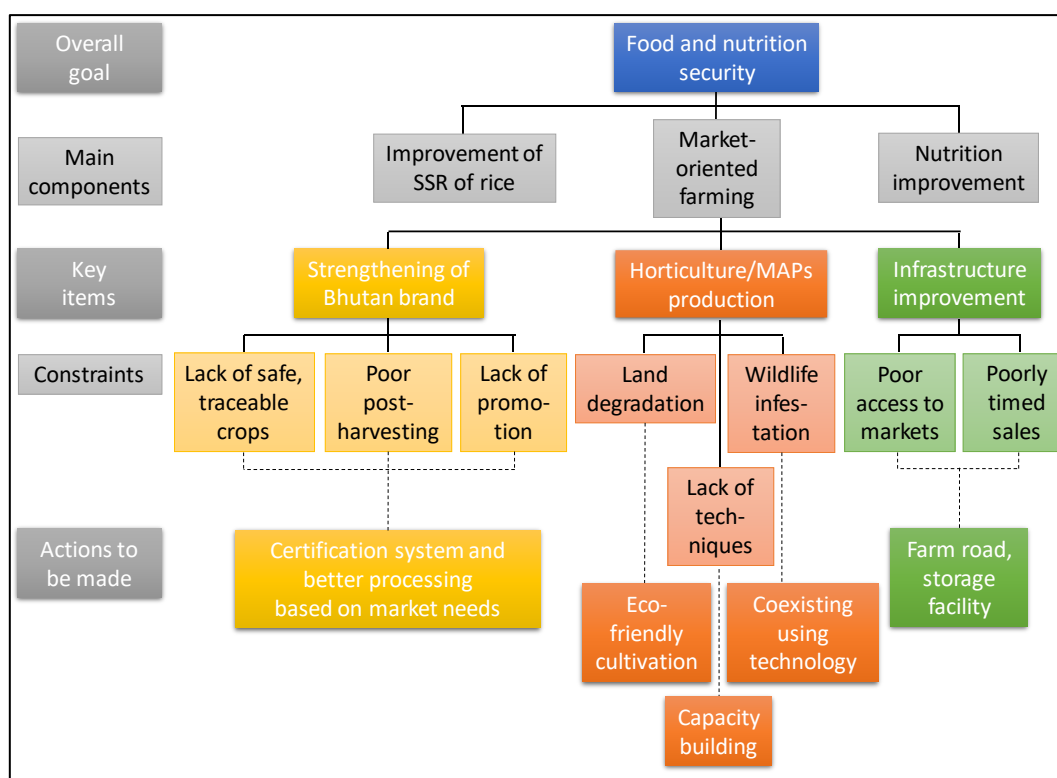 Overall
goal
Food and nutrition
security
Main
components
Improvement of
SSR of rice
Market-
oriented
farming
Nutrition
improvement
Key
items
Strengthening of
Bhutan brand
Horticulture/MAPs
production
Infrastructure
improvement
Constraints
Lack of safe,
traceable
crops
Poor
post-
harvesting
Lack of
promo-
tion
Land
degradation
Wildlife
infes-
tation
Poor
access to
markets
Poorly
timed
sales
Lack of
tech-
niques
Actions to
be made
Certification system and
better processing
based on market needs
Eco-
friendly
cultivation
Coexisting
using
technology
Farm road,
storage
facility
Capacity
building